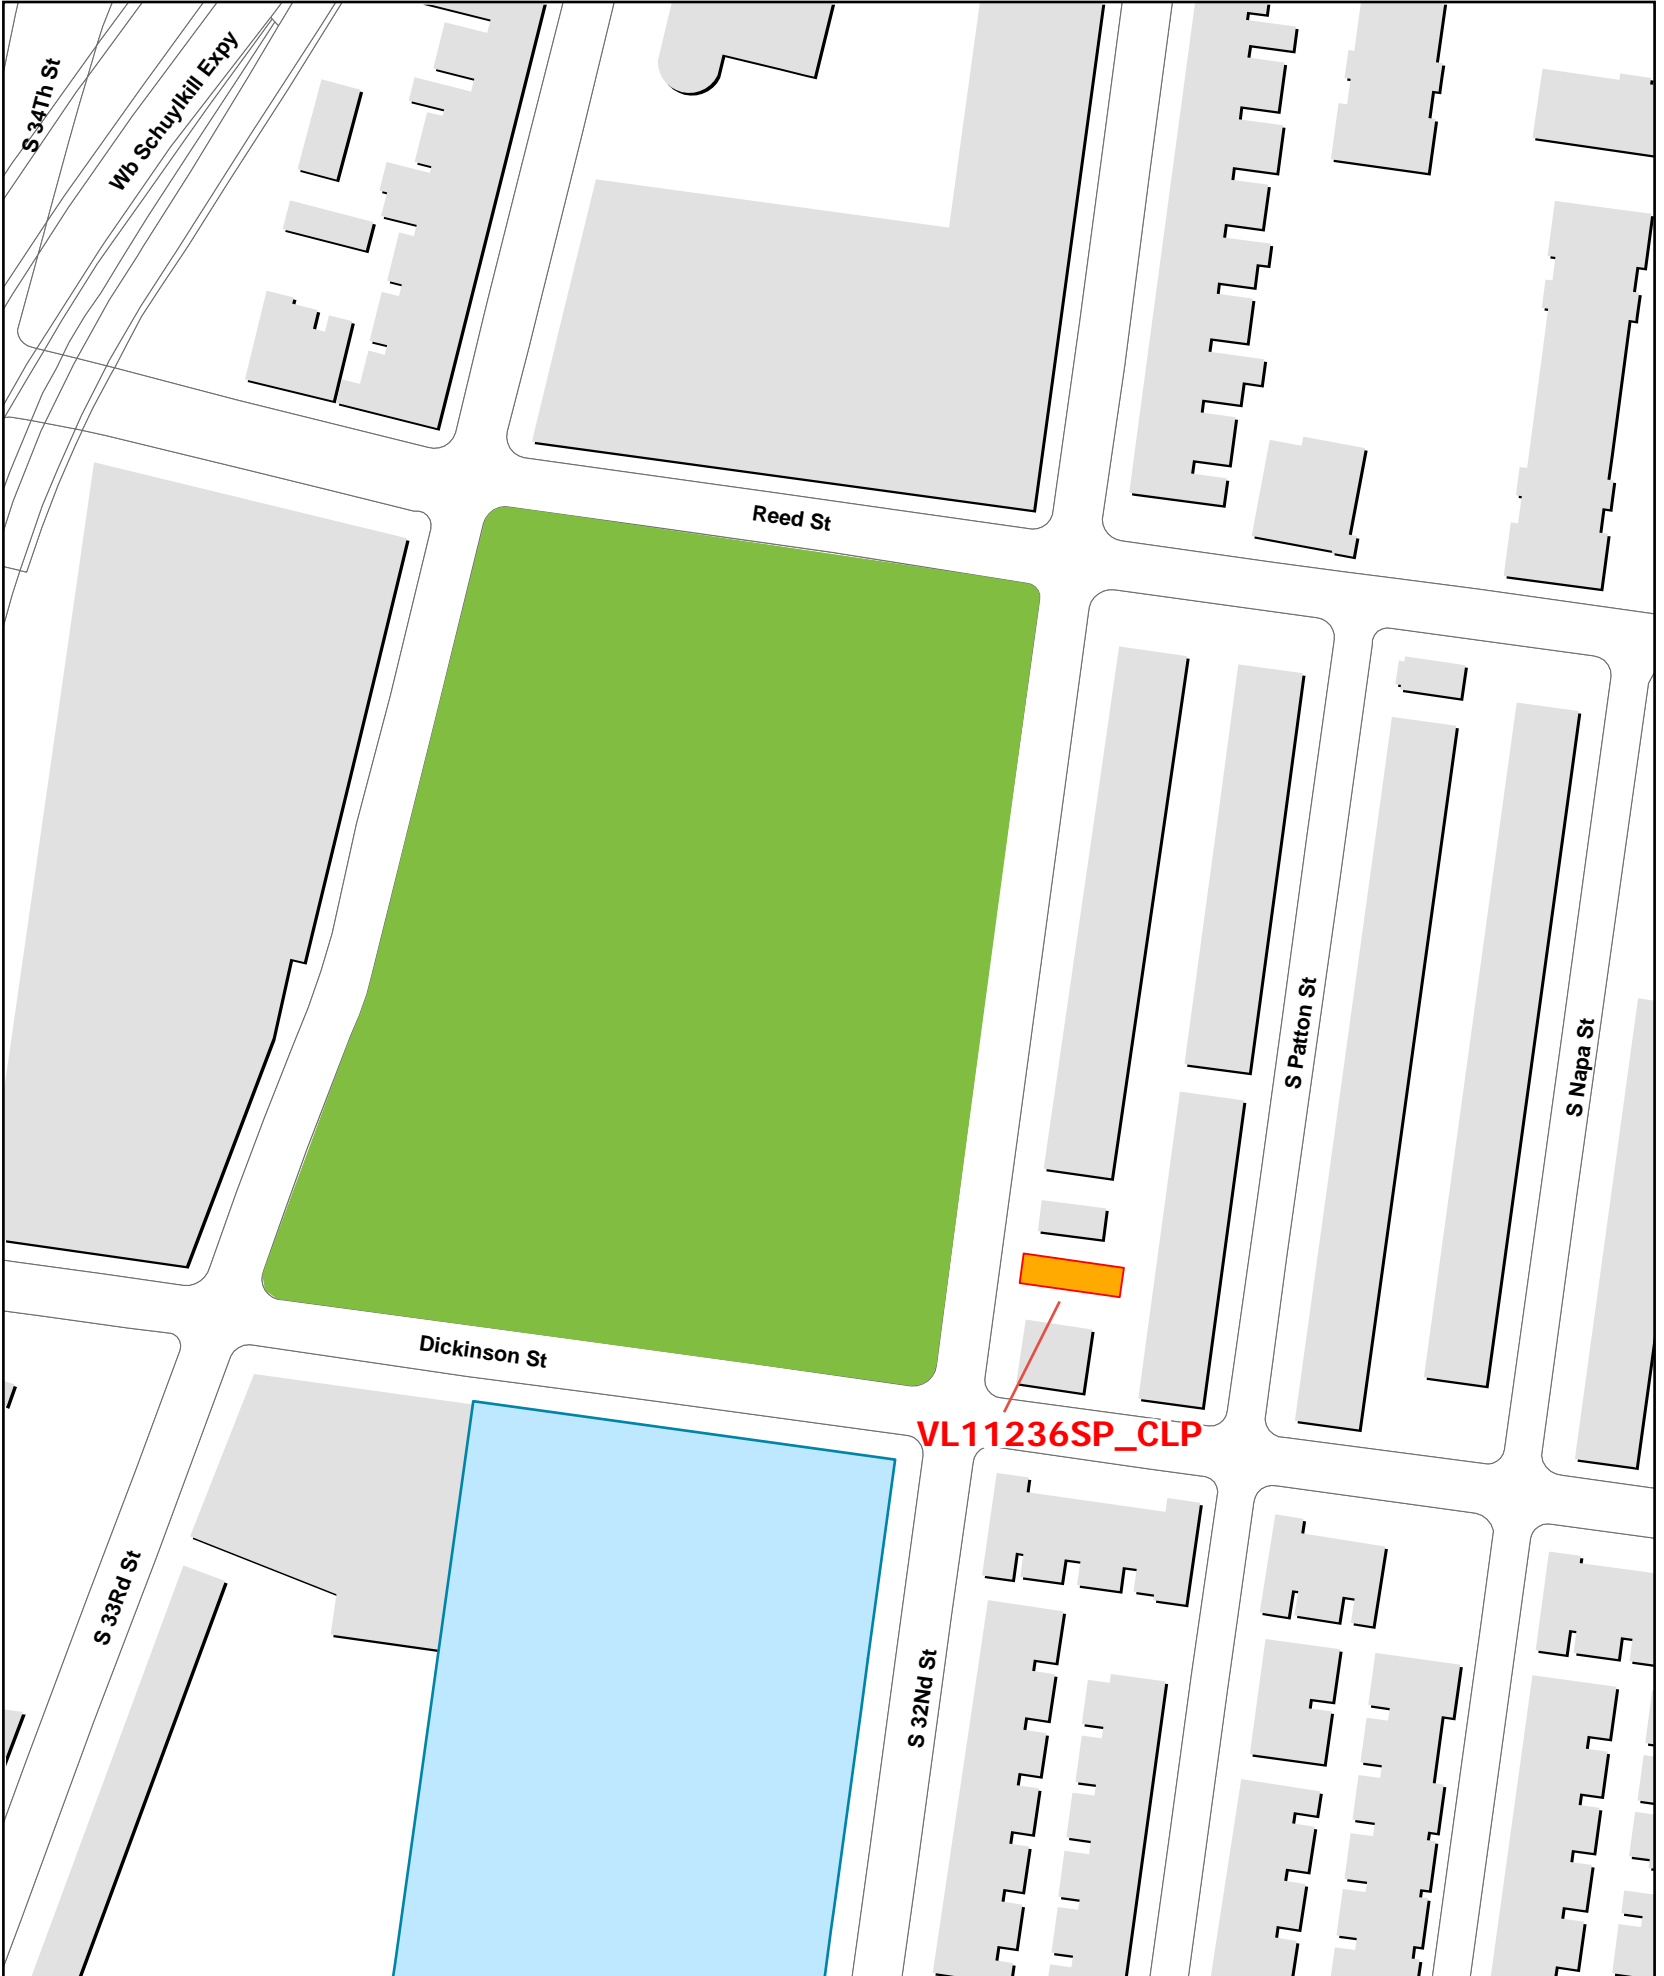 S 34Th St
Wb Schuylkill Expy
Reed St
S Patton St
S Napa St
Dickinson St
VL11236SP_CLP
S 33Rd St
S 32Nd St